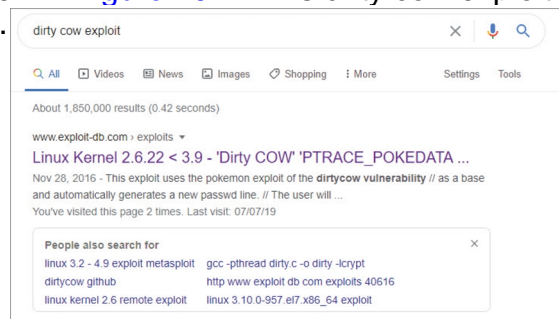 dirty cow exploit
All Videos News Images Shopping More Settings Tools
About 1,850,000 results (0.42 seconds)
www.exploit-db.com › exploits
Linux Kernel 2.6.22 < 3.9 - 'Dirty COW' 'PTRACE_POKEDATA ...
Nov 28, 2016 - This exploit uses the pokemon exploit of the dirtycow vulnerability // as a base
and automatically generates a new passwd line. // The user will ...
You've visited this page 2 times. Last visit: 07/07/19
People also search for
linux 3.2 - 4.9 exploit metasploit gcc -pthread dirty.c -o dirty -lcrypt
dirtycow github http www exploit db com exploits 40616
linux kernel 2.6 remote exploit linux 3.10.0-957.el7.x86_64 exploit